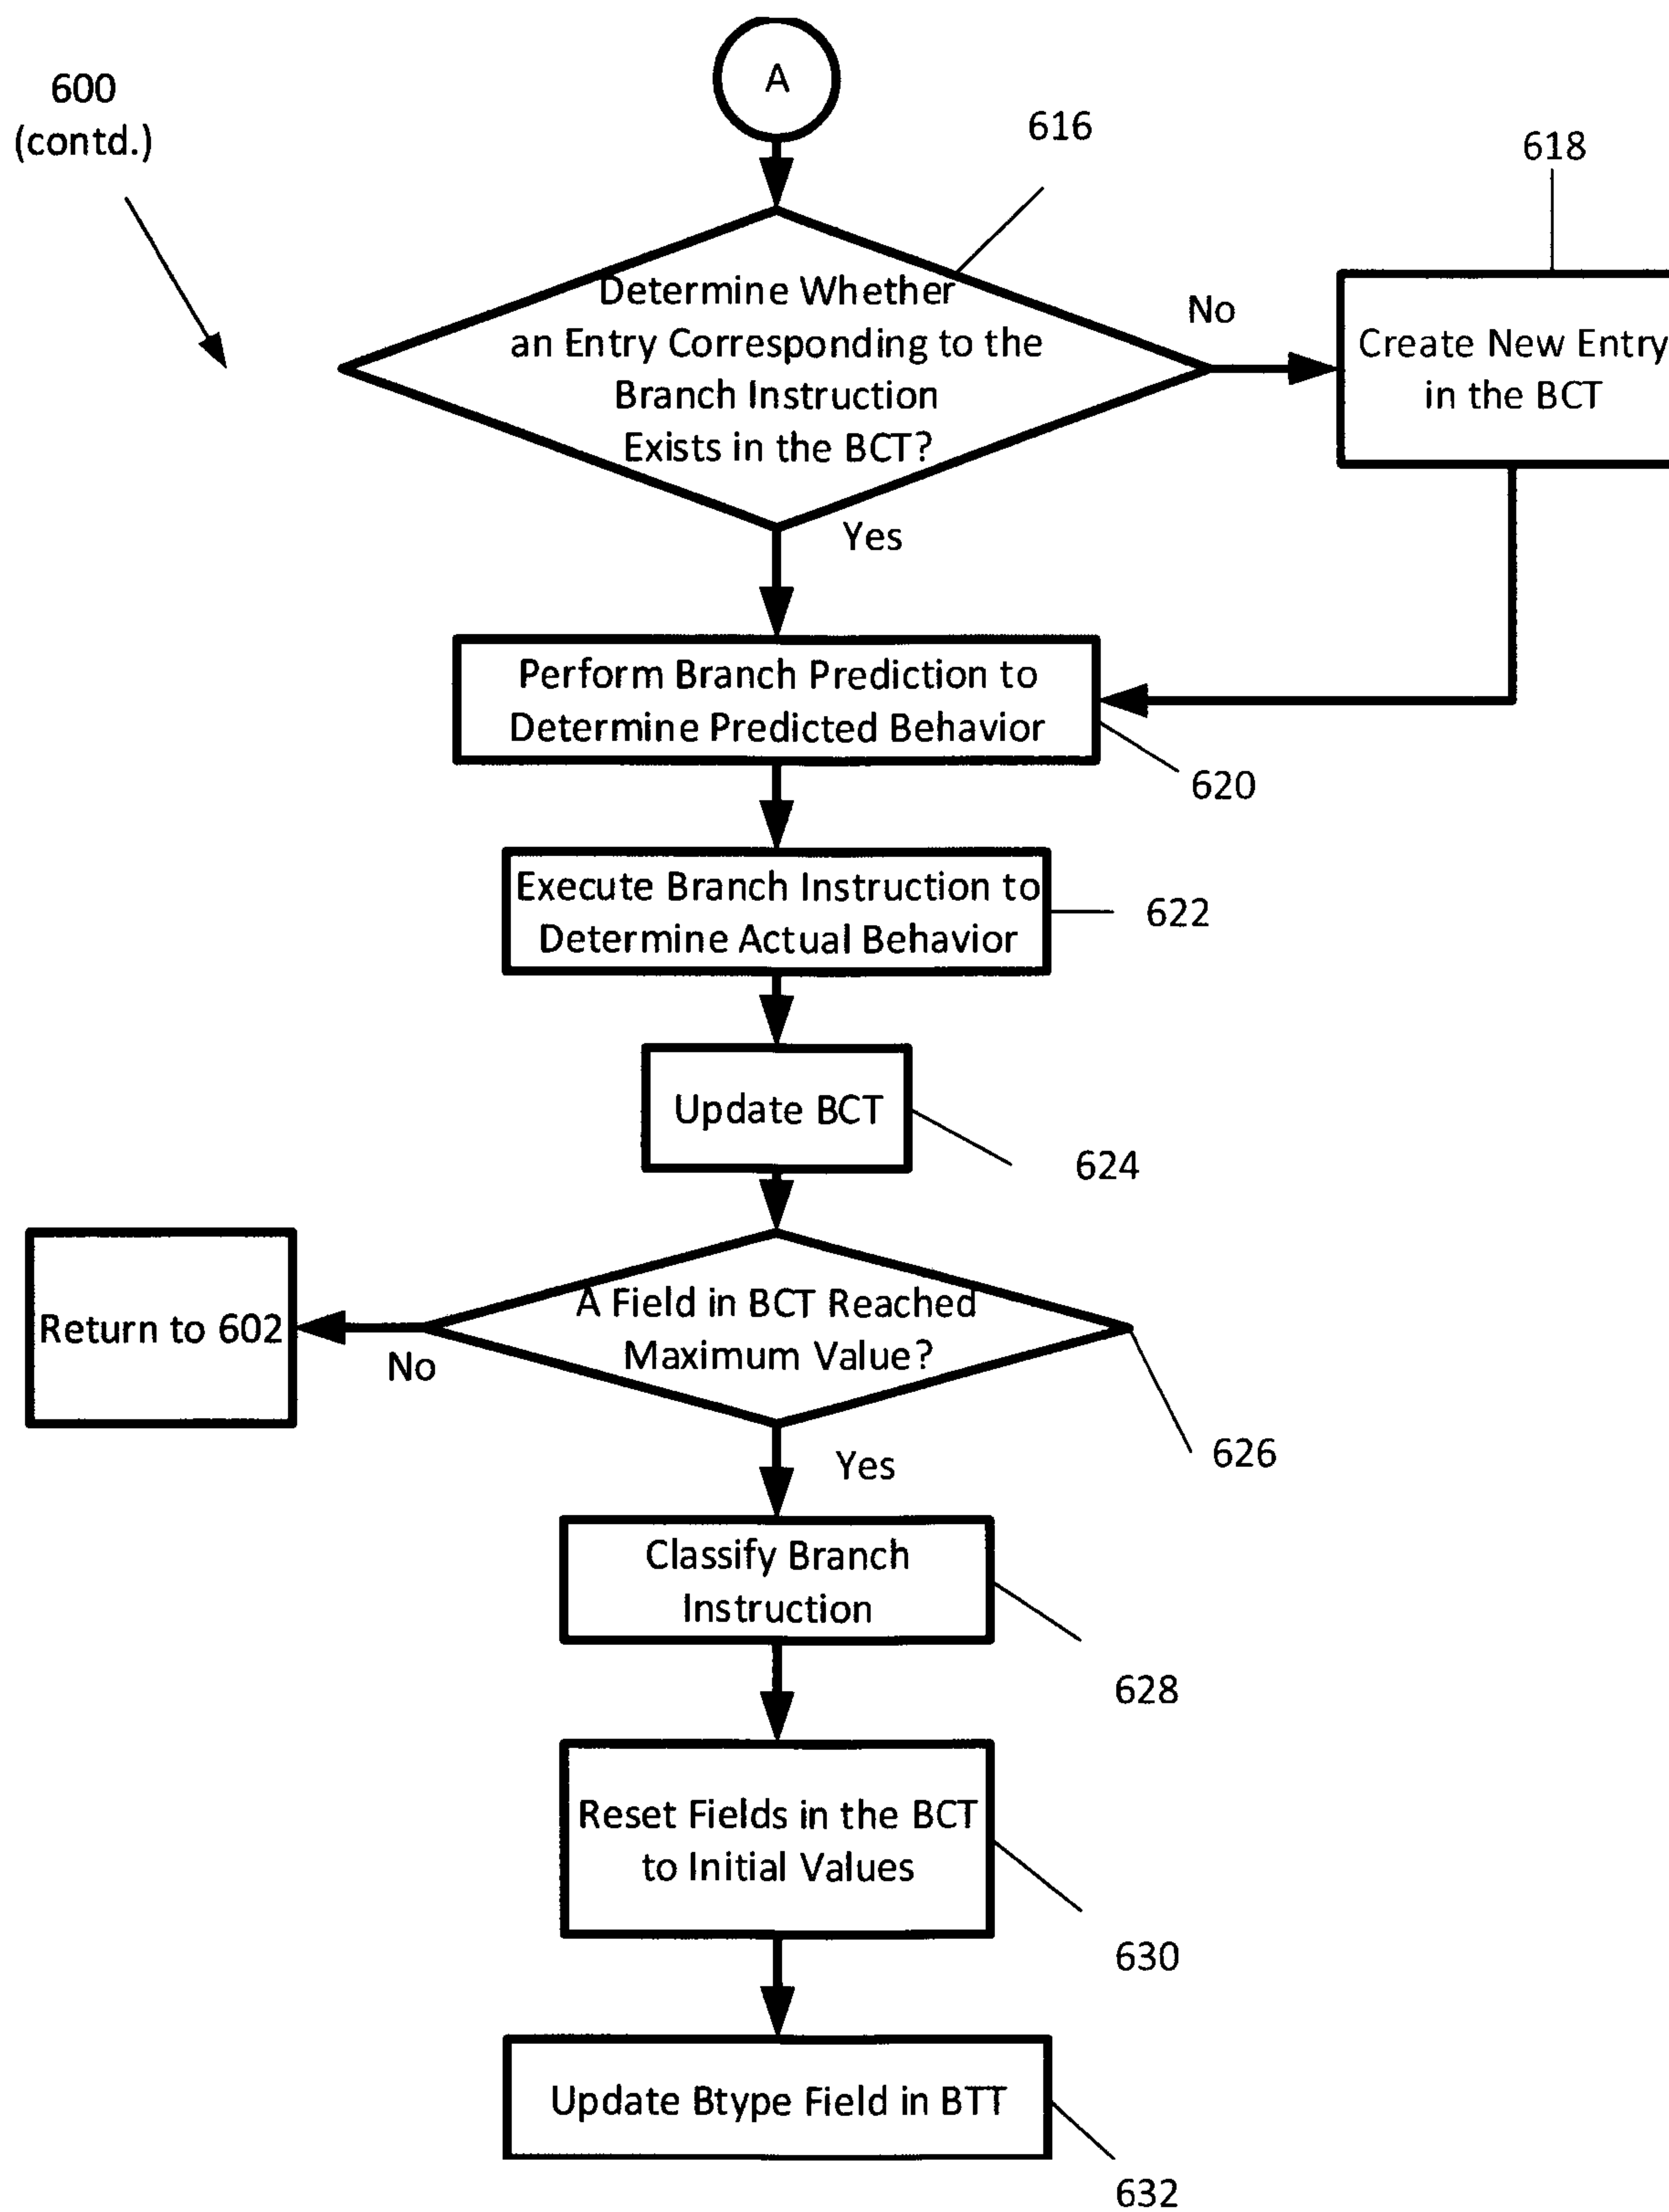 A
600
(contd.)
616
618
Determine Whether
an Entry Corresponding to the
Branch Instruction
Exists in the BCT?
No
Create New Entry
in the BCT
Yes
Perform Branch Prediction to
Determine Predicted Behavior
620
Execute Branch Instruction to
Determine Actual Behavior
622
Update BCT
624
A Field in BCT Reached
Maximum Value?
Return to 602
No
626
Yes
Classify Branch
Instruction
628
Reset Fields in the BCT
to Initial Values
630
Update Btype Field in BTT
632